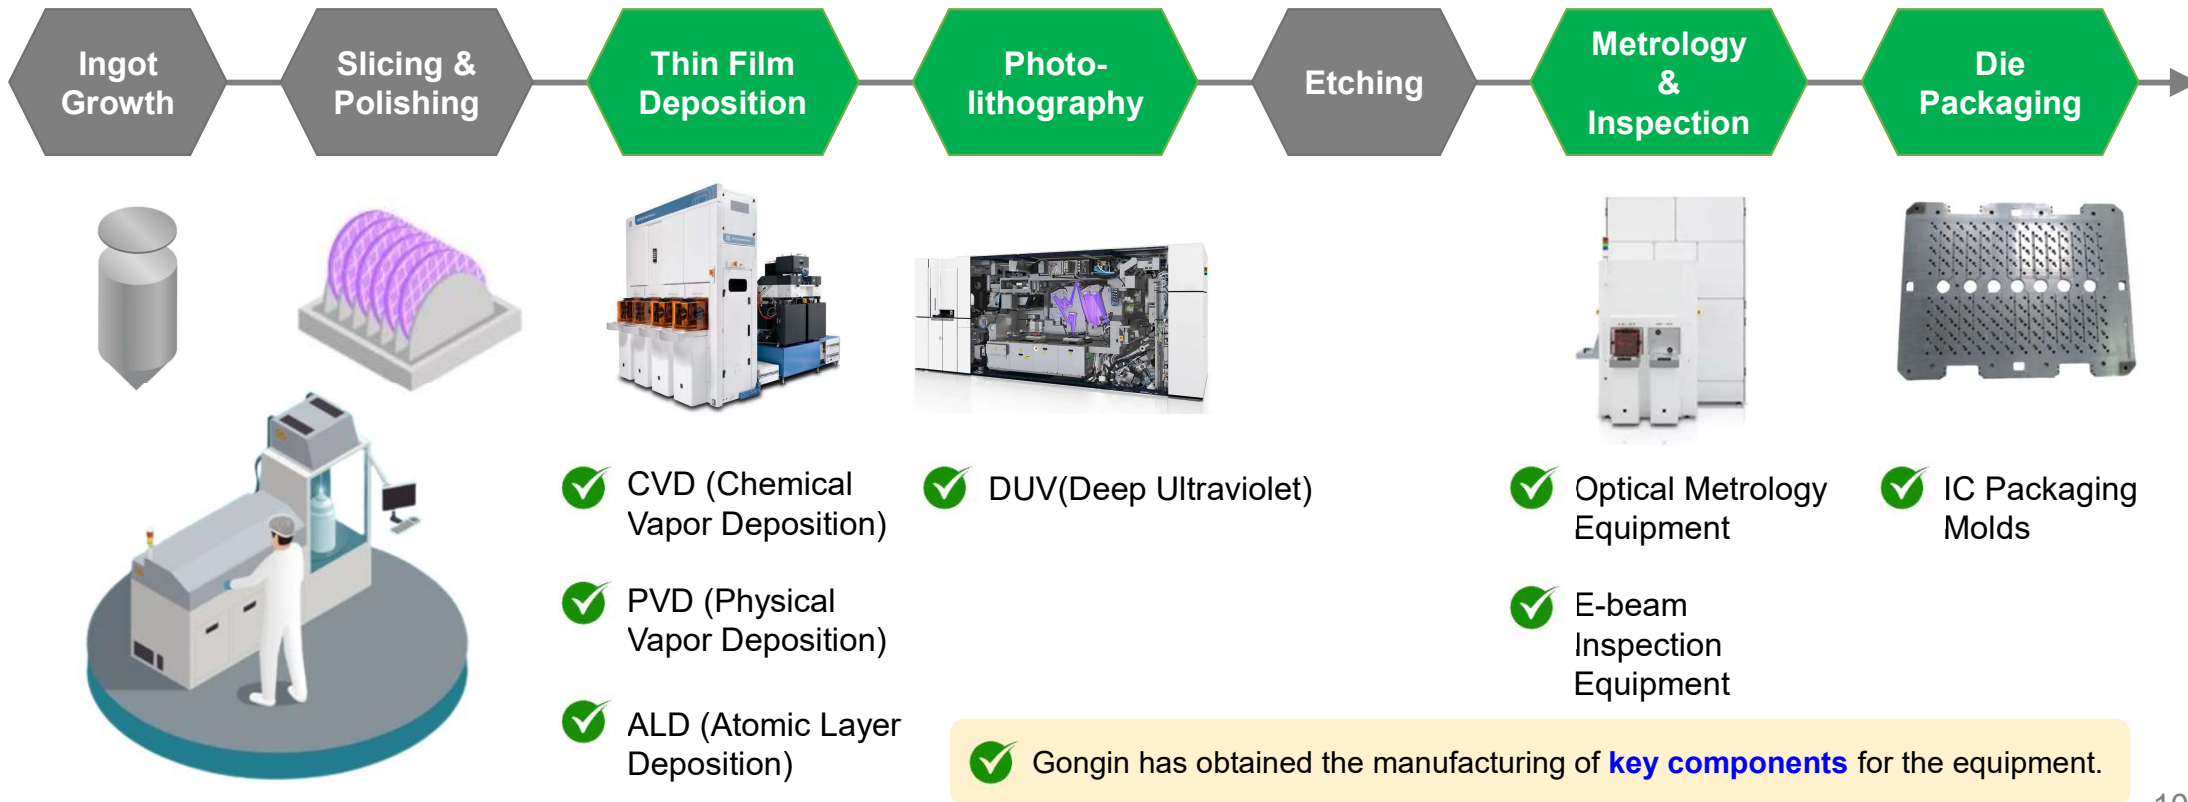 Ingot
Growth
Slicing &
Polishing
Thin Film
Deposition
Photo-
lithography
Etching
Metrology
&
Inspection
Die
Packaging
CVD (Chemical
Vapor Deposition)
PVD (Physical
Vapor Deposition)
ALD (Atomic Layer
Deposition)
DUV(Deep Ultraviolet)
Optical Metrology
Equipment
E-beam
Inspection
Equipment
IC Packaging
Molds
Gongin has obtained the manufacturing of key components for the equipment.